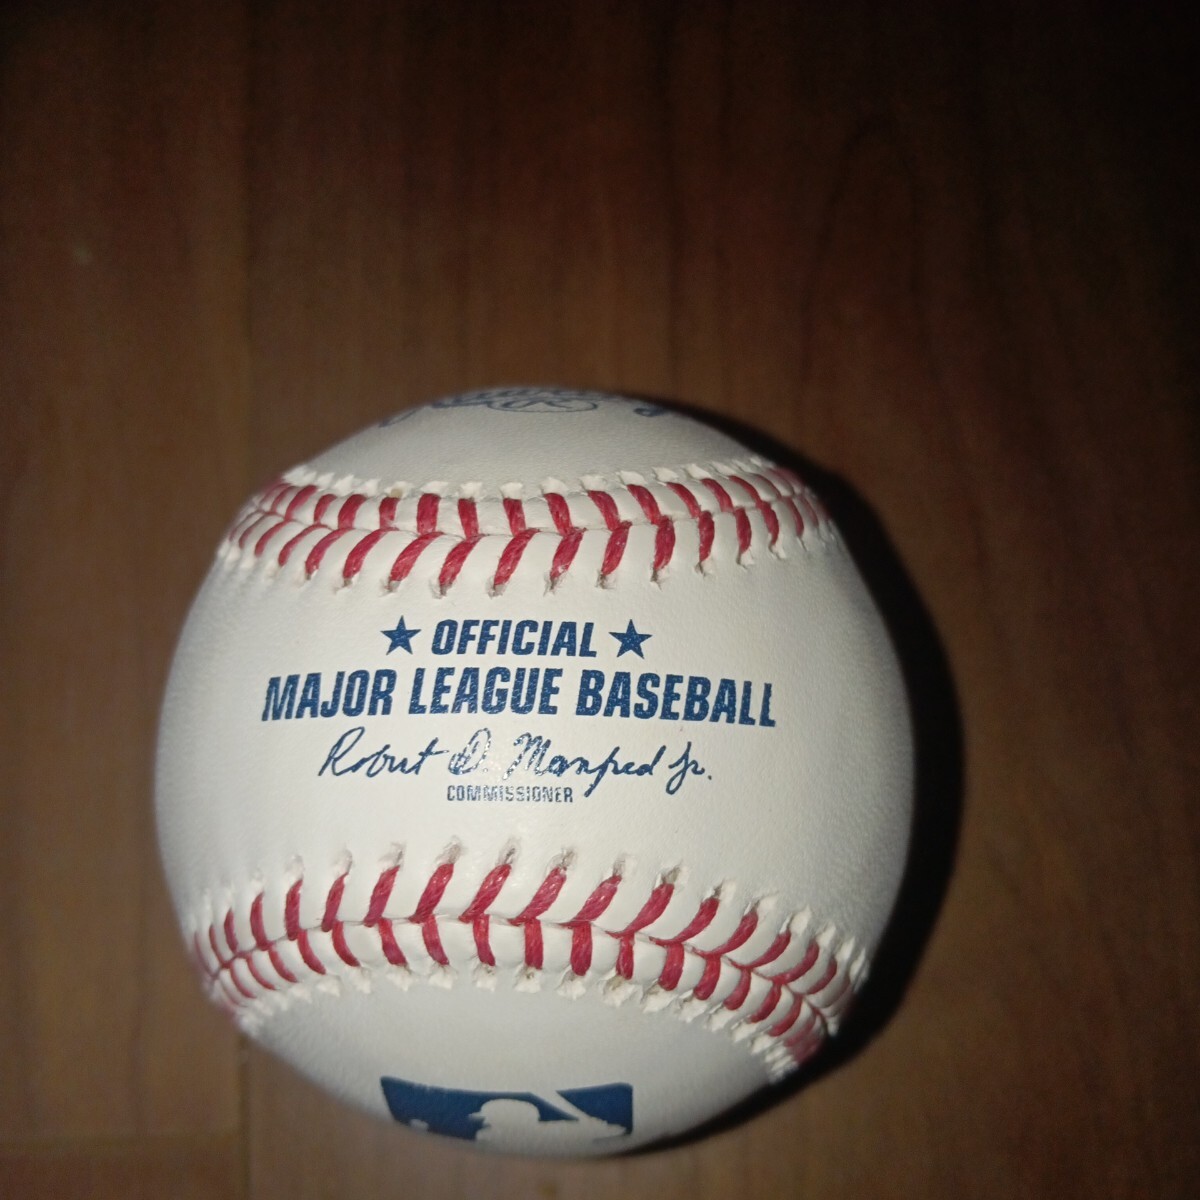 ★ OFFICIAL ★
MAJOR LEAGUE BASEBALL
Robert D. Manfred Jr.
COMMISSIONER